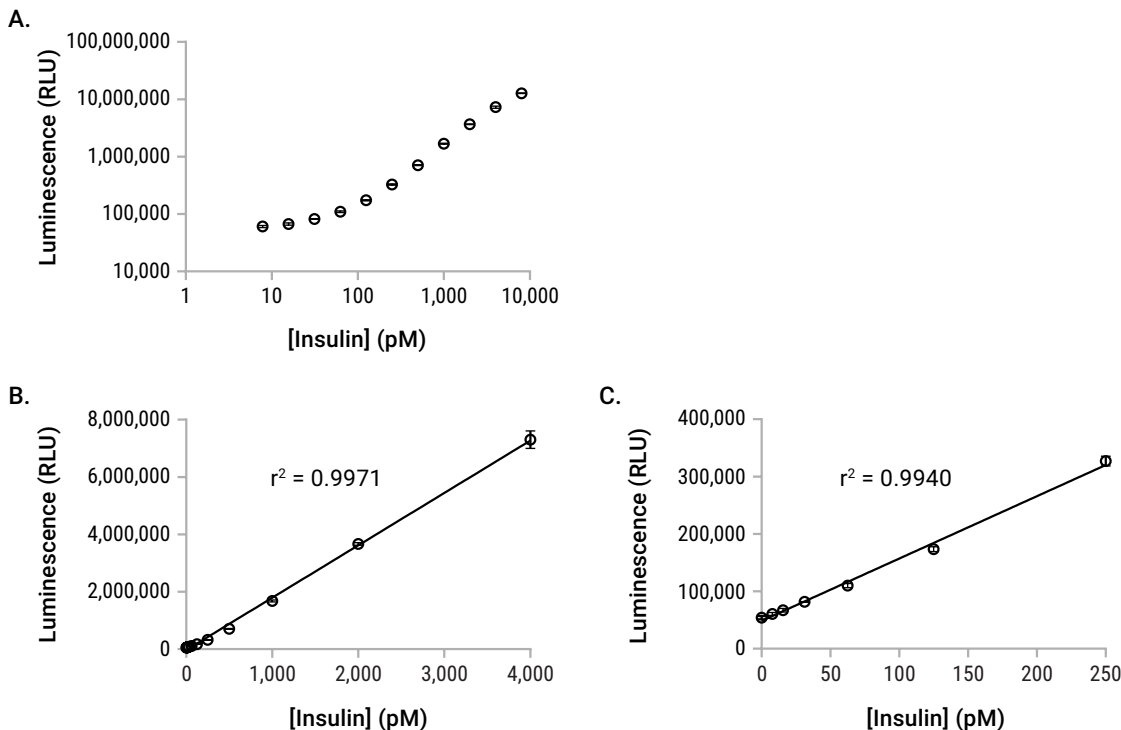 A.
Luminescence (RLU)
100,000,000
10,000,000
1,000,000
100,000
10,000
1
10
100
1,000
10,000
[Insulin] (pM)
B.
Luminescence (RLU)
8,000,000
6,000,000
4,000,000
2,000,000
0
r² = 0.9971
0
1,000
2,000
3,000
4,000
[Insulin] (pM)
C.
Luminescence (RLU)
400,000
300,000
200,000
100,000
0
r² = 0.9940
0
50
100
150
200
250
[Insulin] (pM)